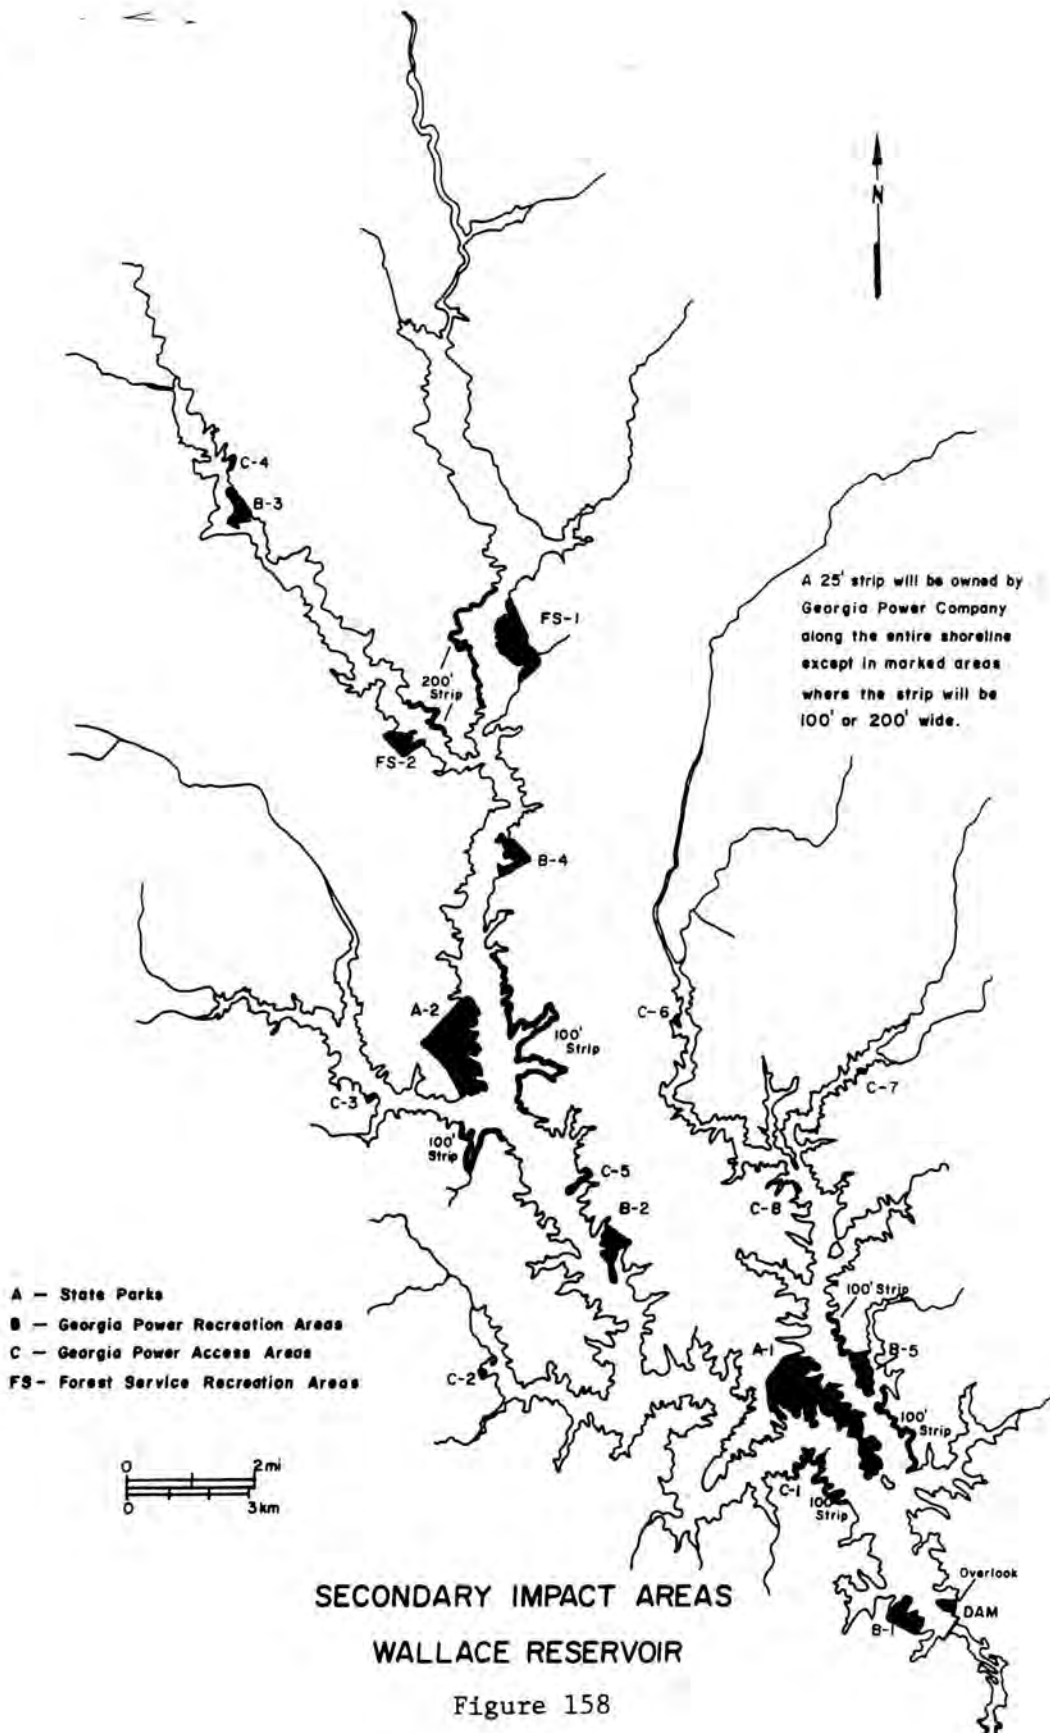 N
C-4
B-3
A 25' strip will be owned by
Georgia Power Company
along the entire shoreline
except in marked areas
where the strip will be
100' or 200' wide.
FS-1
200'
Strip
FS-2
B-4
A-2
C-6
100'
Strip
C-7
C-3
100'
Strip
C-5
C-8
B-2
A — State Parks
B — Georgia Power Recreation Areas
C — Georgia Power Access Areas
FS — Forest Service Recreation Areas
100' Strip
A-1
B-5
C-2
100'
Strip
0 2mi
0 3km
C-1
100'
Strip
Overlook
DAM
B-1
SECONDARY IMPACT AREAS
WALLACE RESERVOIR
Figure 158